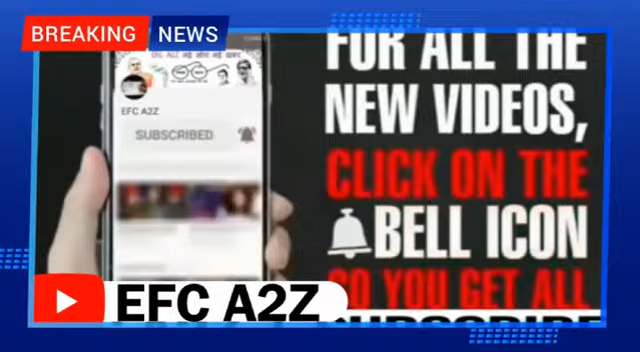 BREAKING NEWS
EFC A2Z
SUBSCRIBED
FOR ALL THE
NEW VIDEOS,
CLICK ON THE
BELL ICON
SO YOU GET ALL
SUBSCRIBE
EFC A2Z